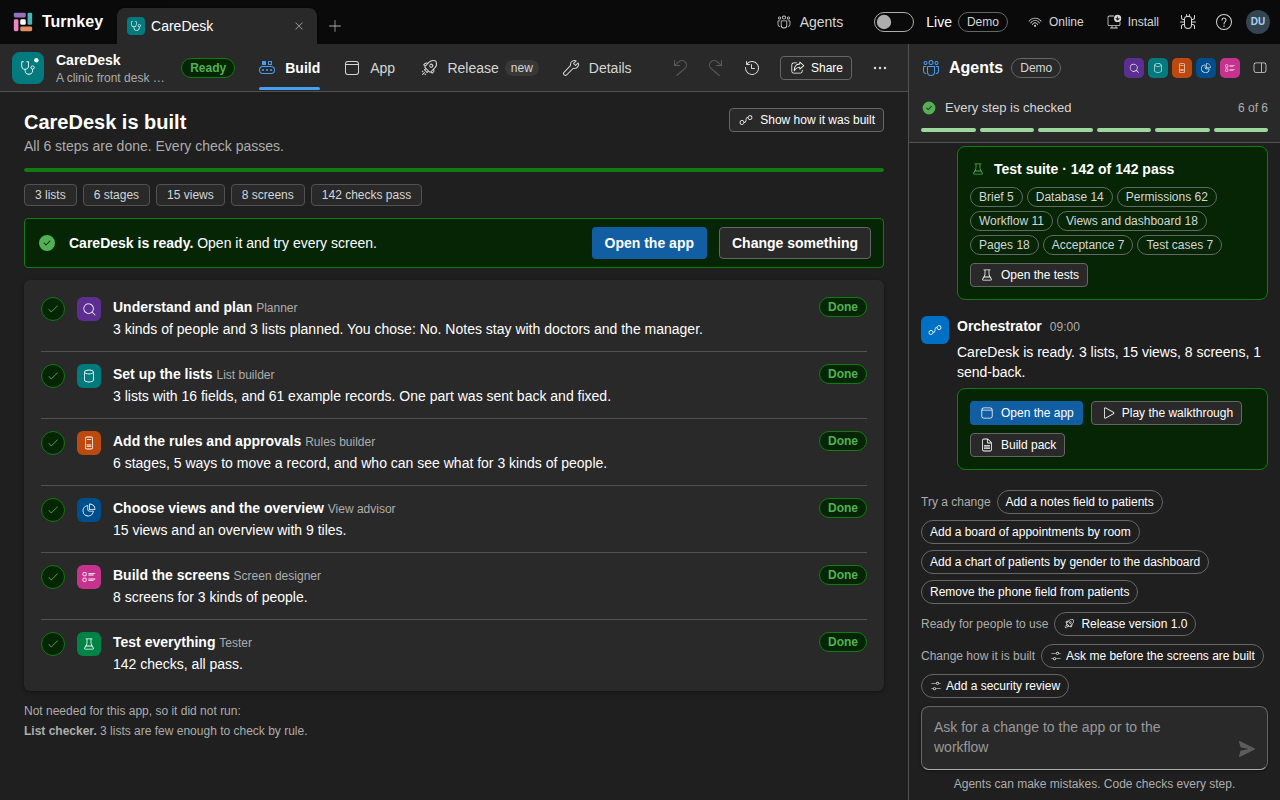 Turnkey
CareDesk
Agents
Live
Demo
Online
Install
DU
CareDesk
A clinic front desk …
Ready
Build
App
Release new
Details
Share
CareDesk is built
All 6 steps are done. Every check passes.
Show how it was built
3 lists
6 stages
15 views
8 screens
142 checks pass
CareDesk is ready. Open it and try every screen.
Open the app
Change something
Understand and plan Planner
3 kinds of people and 3 lists planned. You chose: No. Notes stay with doctors and the manager.
Done
Set up the lists List builder
3 lists with 16 fields, and 61 example records. One part was sent back and fixed.
Done
Add the rules and approvals Rules builder
6 stages, 5 ways to move a record, and who can see what for 3 kinds of people.
Done
Choose views and the overview View advisor
15 views and an overview with 9 tiles.
Done
Build the screens Screen designer
8 screens for 3 kinds of people.
Done
Test everything Tester
142 checks, all pass.
Done
Not needed for this app, so it did not run:
List checker. 3 lists are few enough to check by rule.
Agents
Demo
Every step is checked
6 of 6
Test suite · 142 of 142 pass
Brief 5
Database 14
Permissions 62
Workflow 11
Views and dashboard 18
Pages 18
Acceptance 7
Test cases 7
Open the tests
Orchestrator 09:00
CareDesk is ready. 3 lists, 15 views, 8 screens, 1
send-back.
Open the app
Play the walkthrough
Build pack
Try a change
Add a notes field to patients
Add a board of appointments by room
Add a chart of patients by gender to the dashboard
Remove the phone field from patients
Ready for people to use
Release version 1.0
Change how it is built
Ask me before the screens are built
Add a security review
Ask for a change to the app or to the
workflow
Agents can make mistakes. Code checks every step.